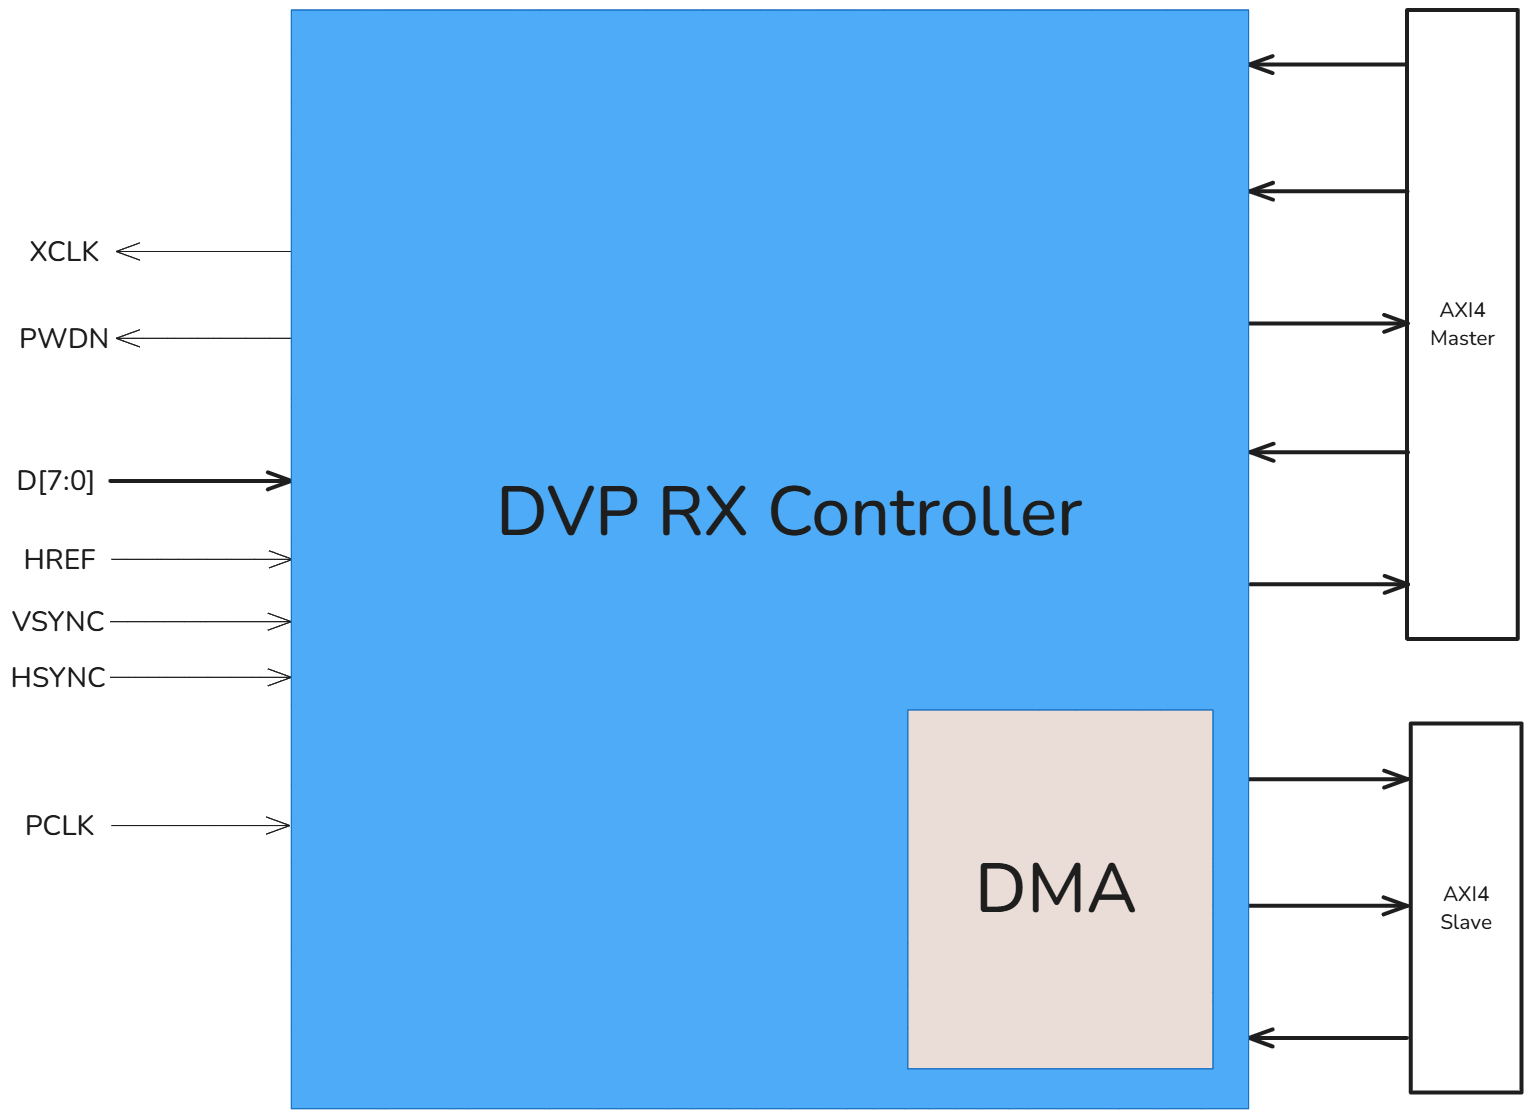 XCLK
PWDN
D[7:0]
HREF
VSYNC
HSYNC
PCLK
DVP RX Controller
DMA
AXI4
Master
AXI4
Slave